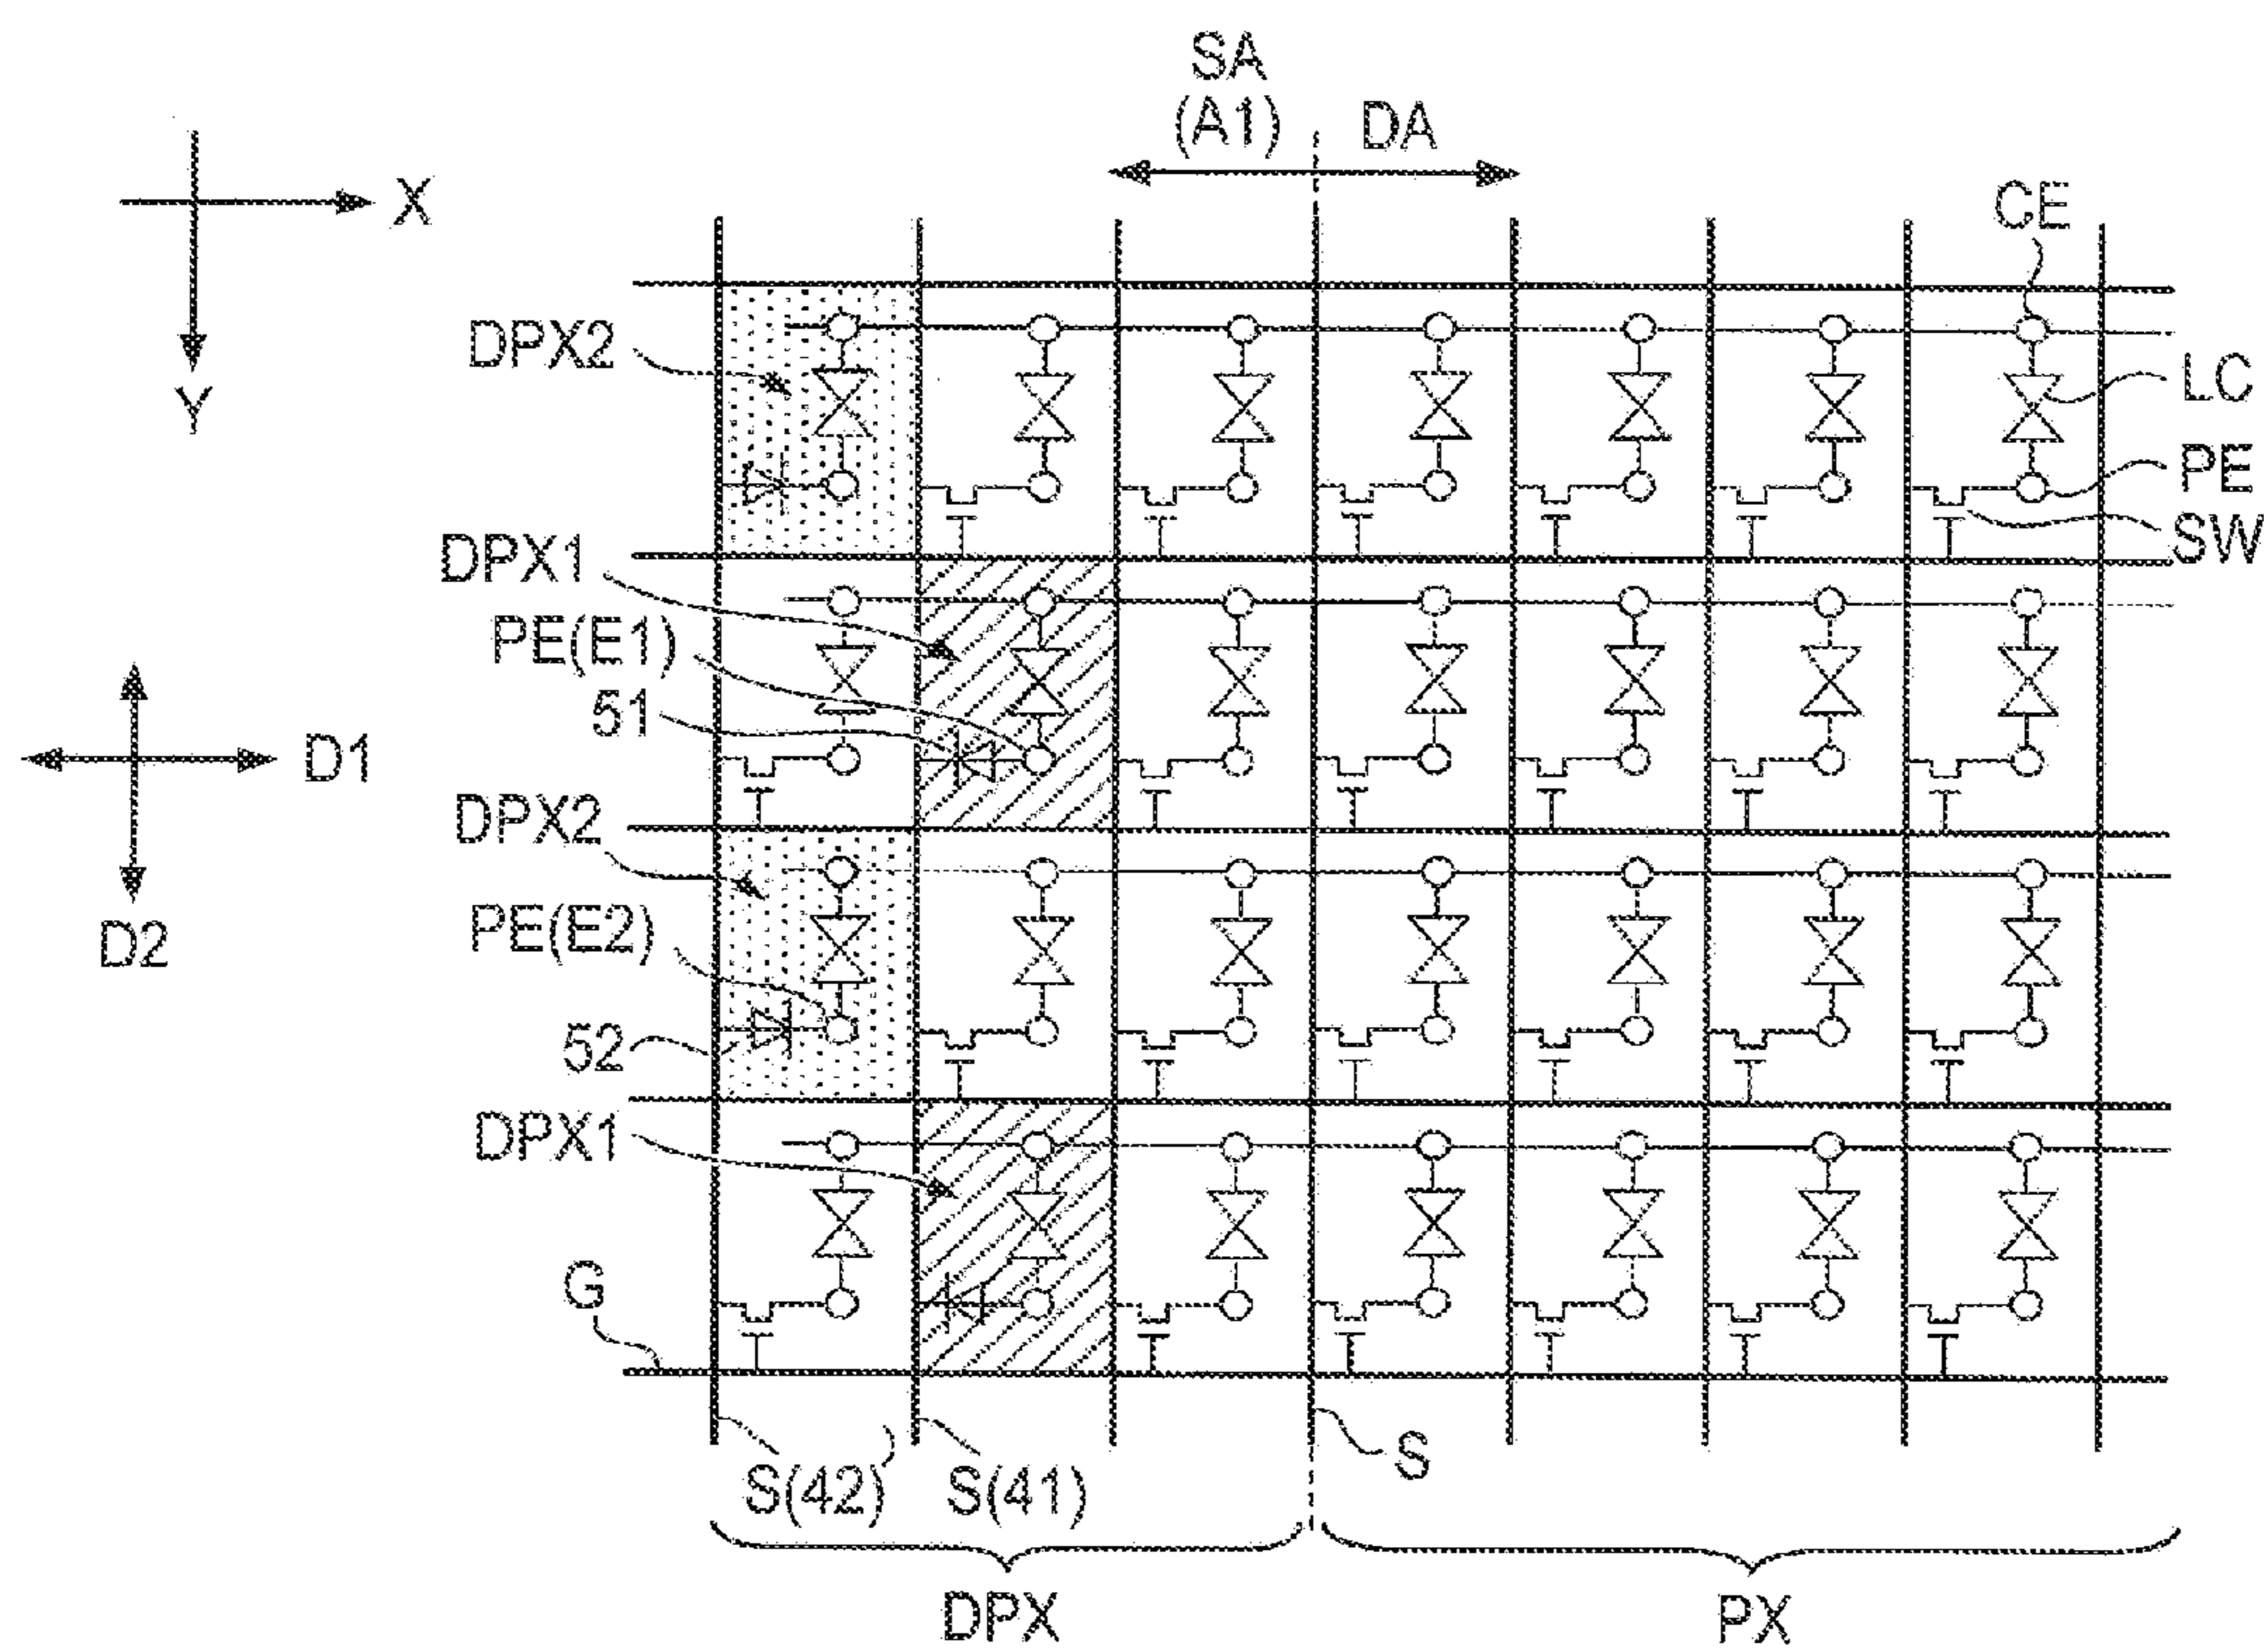 SA
(A1)
DA
X
CE
Y
DPX2
LC
PE
SW
DPX1
PE(E1)
51
D1
DPX2
D2
PE(E2)
52
DPX1
G
S(42)
S(41)
S
DPX
PX